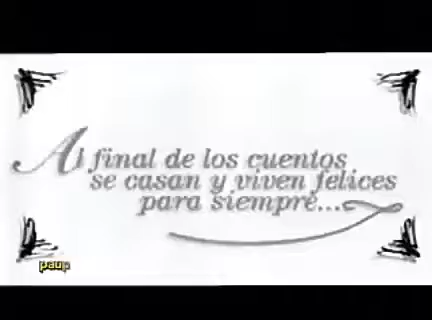 Al final de los cuentos
se casan y viven felices
para siempre...
paup